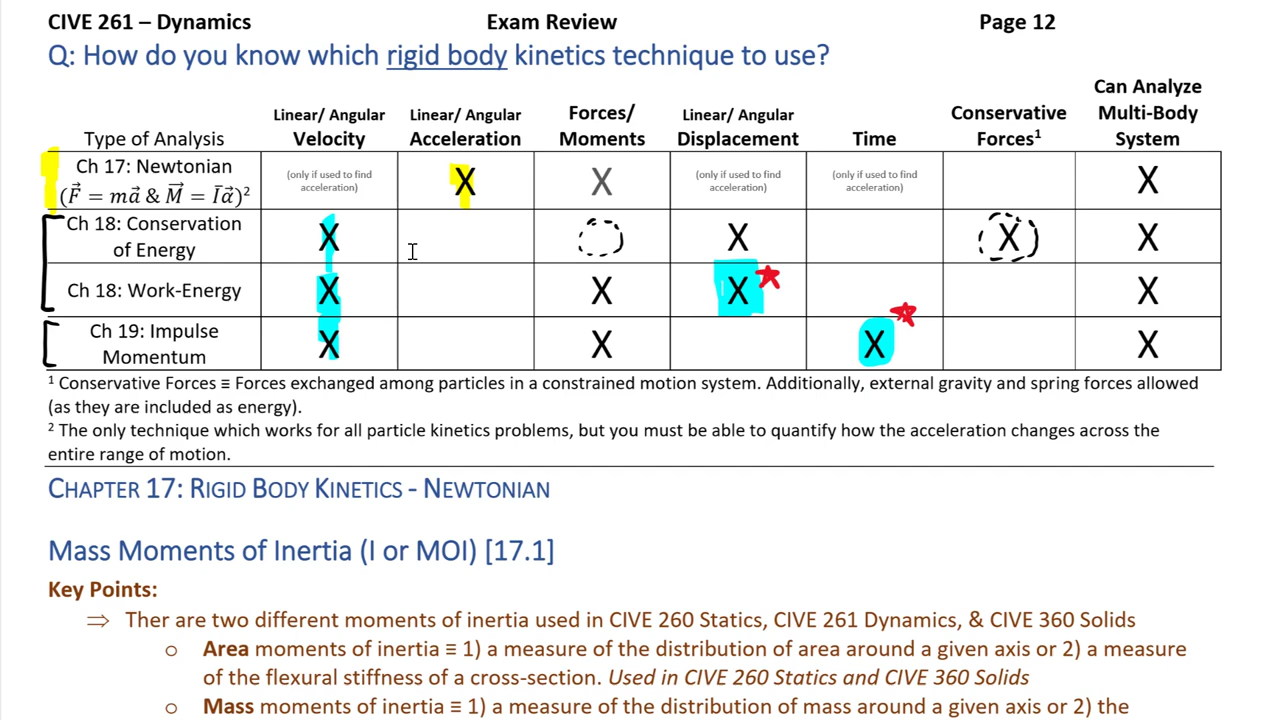 CIVE 261 – Dynamics Exam Review Page 12
Q: How do you know which rigid body kinetics technique to use?
Type of Analysis Linear/ Angular Velocity Linear/ Angular Acceleration Forces/ Moments Linear/ Angular Displacement Time Conservative Forces¹ Can Analyze Multi-Body System
Ch 17: Newtonian (F⃗ = ma⃗ & M⃗ = I̅α⃗)² (only if used to find acceleration) X X (only if used to find acceleration) (only if used to find acceleration) X
Ch 18: Conservation of Energy X X X X
Ch 18: Work-Energy X X X X
Ch 19: Impulse Momentum X X X X
¹ Conservative Forces ≡ Forces exchanged among particles in a constrained motion system. Additionally, external gravity and spring forces allowed
(as they are included as energy).
² The only technique which works for all particle kinetics problems, but you must be able to quantify how the acceleration changes across the
entire range of motion.
CHAPTER 17: RIGID BODY KINETICS - NEWTONIAN
Mass Moments of Inertia (I or MOI) [17.1]
Key Points:
⇒ There are two different moments of inertia used in CIVE 260 Statics, CIVE 261 Dynamics, & CIVE 360 Solids
o Area moments of inertia ≡ 1) a measure of the distribution of area around a given axis or 2) a measure
of the flexural stiffness of a cross-section. Used in CIVE 260 Statics and CIVE 360 Solids
o Mass moments of inertia ≡ 1) a measure of the distribution of mass around a given axis or 2) the